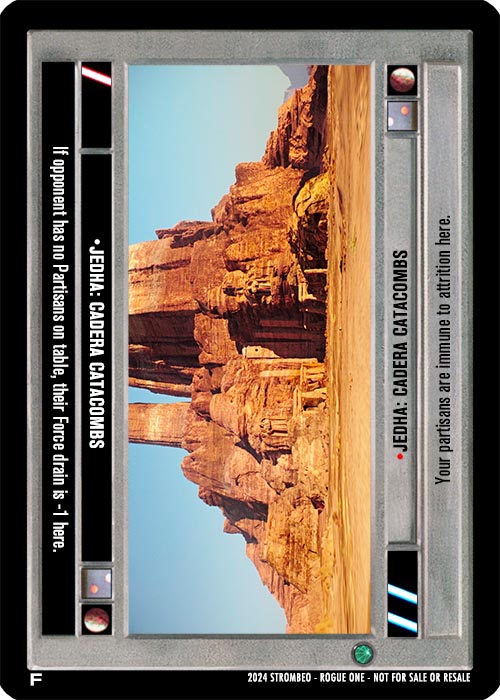 •JEDHA: CADERA CATACOMBS
If opponent has no Partisans on table, their Force drain is -1 here.
•JEDHA: CADERA CATACOMBS
Your partisans are immune to attrition here.
F
2024 STROMBEO - ROGUE ONE - NOT FOR SALE OR RESALE